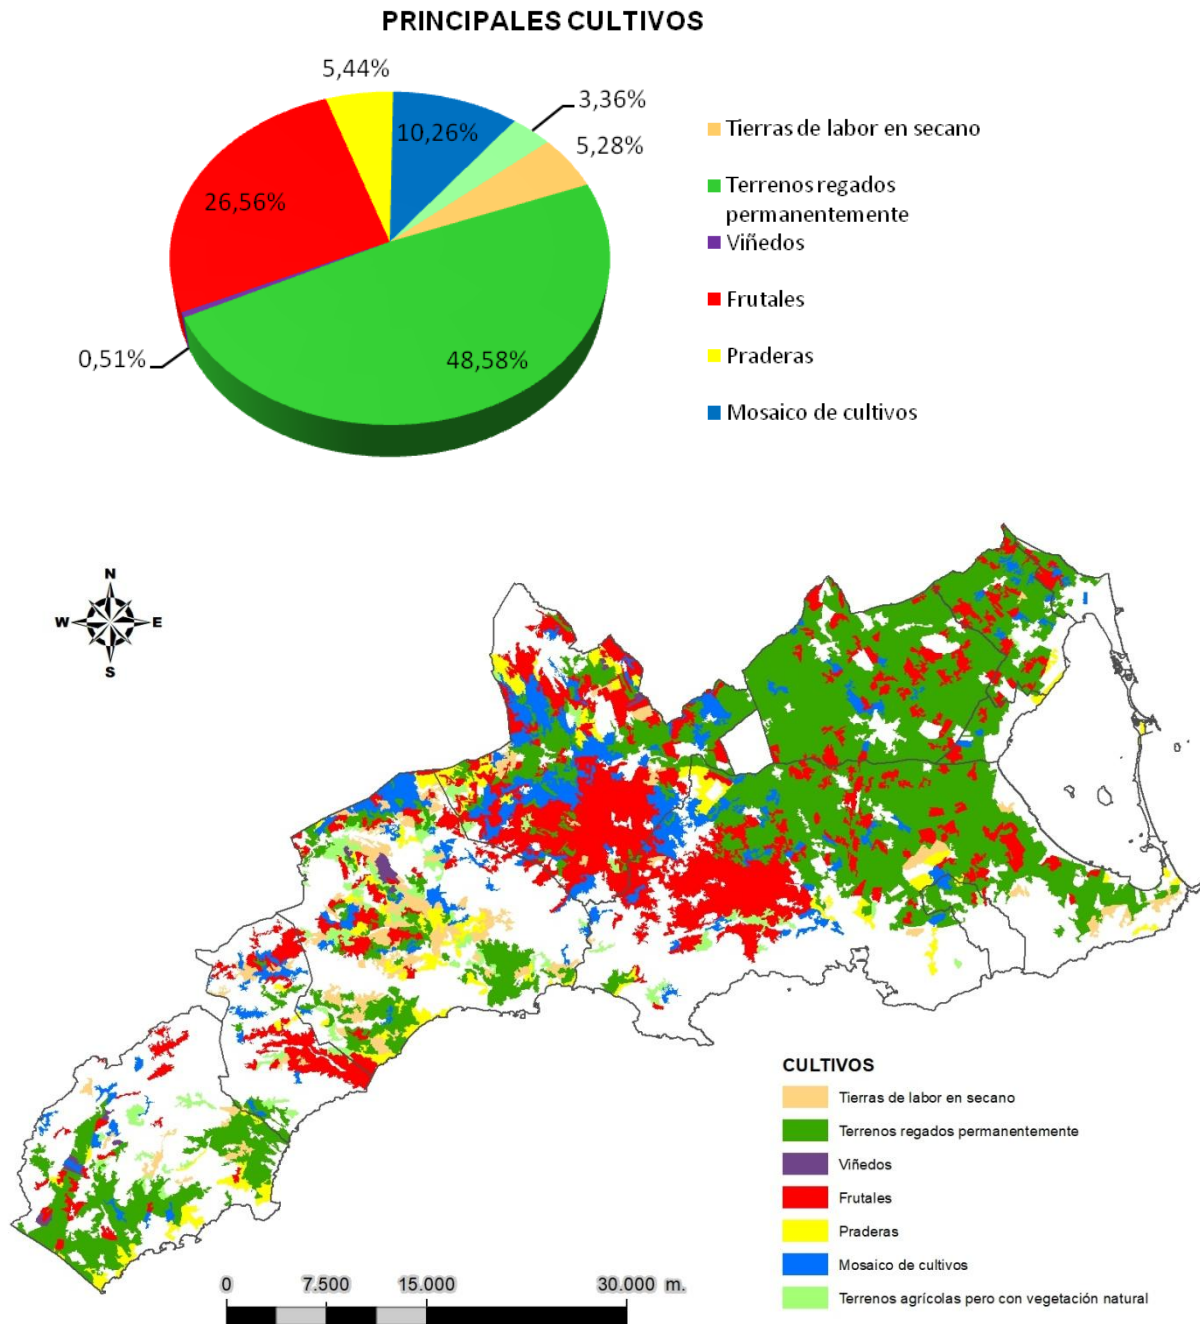 PRINCIPALES CULTIVOS
5,44%
10,26%
3,36%
5,28%
26,56%
0,51%
48,58%
Tierras de labor en secano
Terrenos regados
permanentemente
Viñedos
Frutales
Praderas
Mosaico de cultivos
N
W E
S
CULTIVOS
Tierras de labor en secano
Terrenos regados permanentemente
Viñedos
Frutales
Praderas
Mosaico de cultivos
Terrenos agrícolas pero con vegetación natural
0 7.500 15.000 30.000 m.